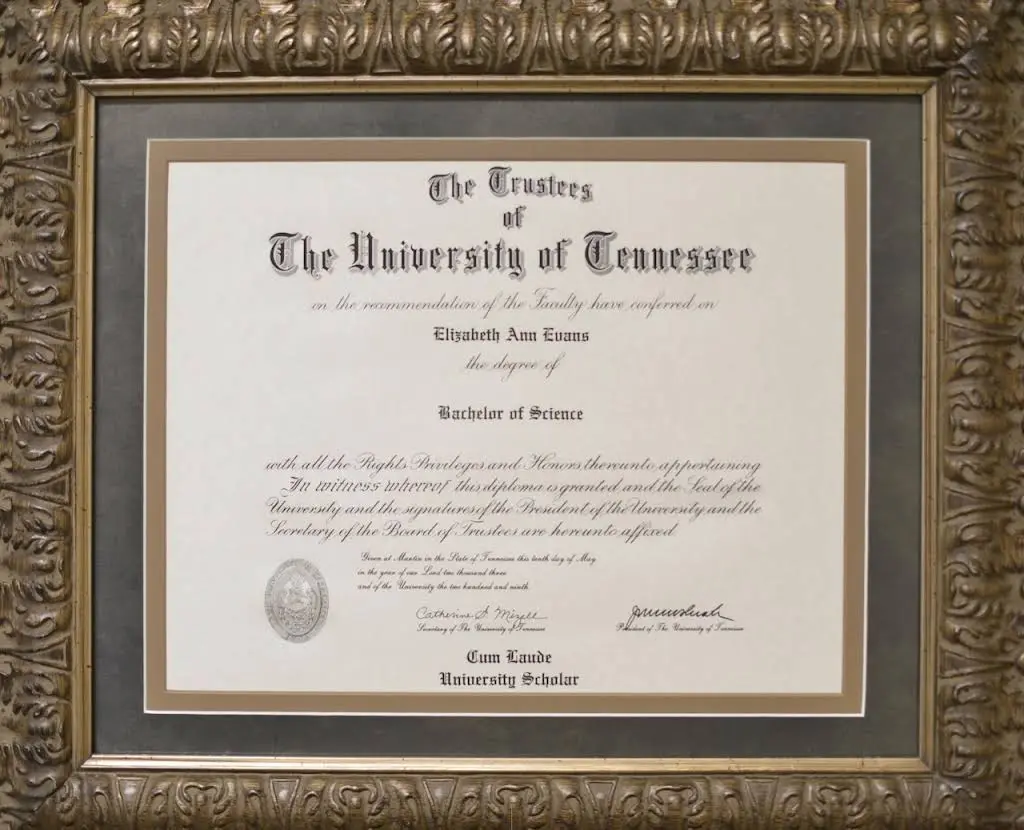 The Trustees
of
The University of Tennessee
on the recommendation of the Faculty have conferred on
Elizabeth Ann Evans
the degree of
Bachelor of Science
with all the Rights Privileges and Honors thereunto appertaining
In witness whereof this diploma is granted and the Seal of the
University and the signatures of the President of the University and the
Secretary of the Board of Trustees are hereunto affixed
Given at Martin in the State of Tennessee this tenth day of May
in the year of our Lord two thousand three
and of the University the two hundred and ninth
Catherine S. Mizell
Secretary of The University of Tennessee
President of The University of Tennessee
Cum Laude
University Scholar